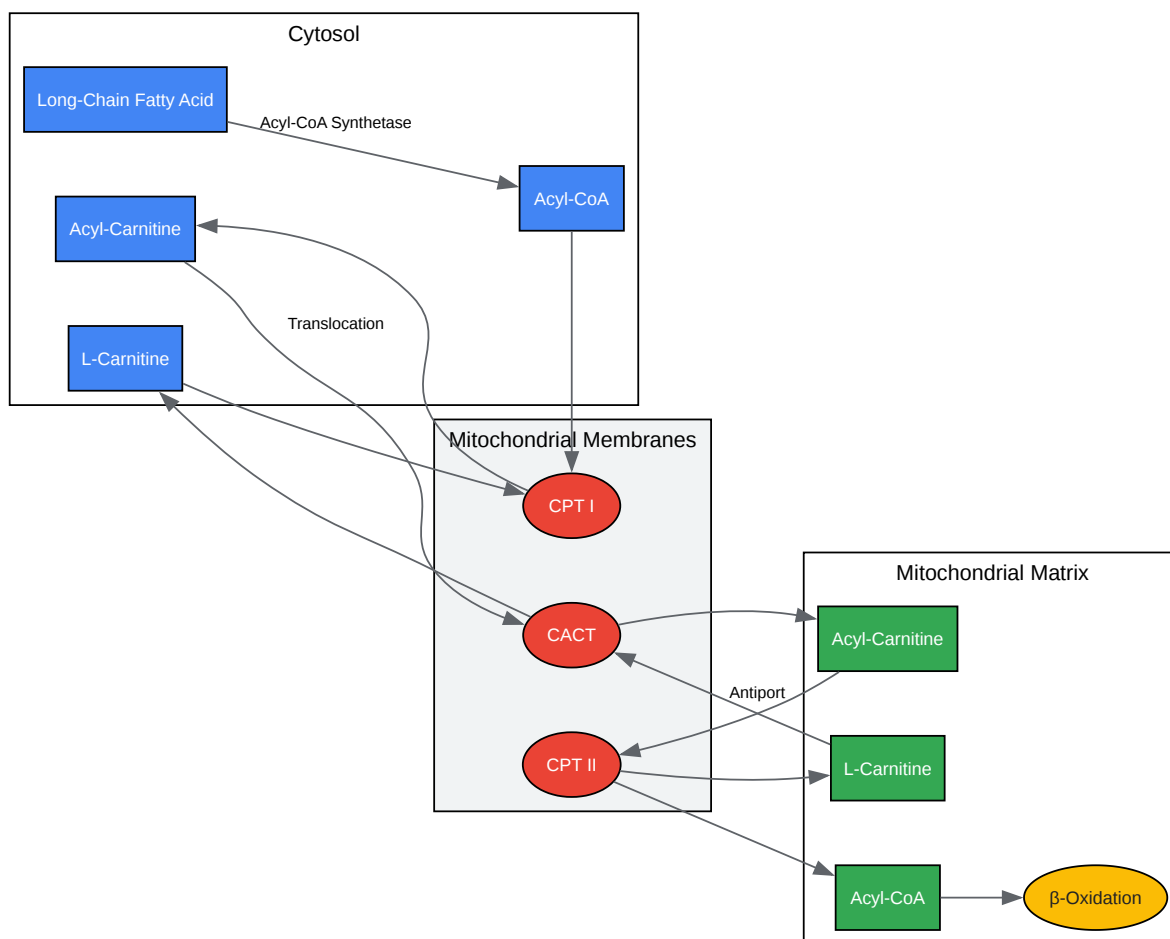 Cytosol
Long-Chain Fatty Acid
Acyl-CoA Synthetase
Acyl-CoA
Acyl-Carnitine
Translocation
L-Carnitine
Mitochondrial Membranes
CPT I
CACT
CPT II
Mitochondrial Matrix
Acyl-Carnitine
Antiport
L-Carnitine
Acyl-CoA
β-Oxidation